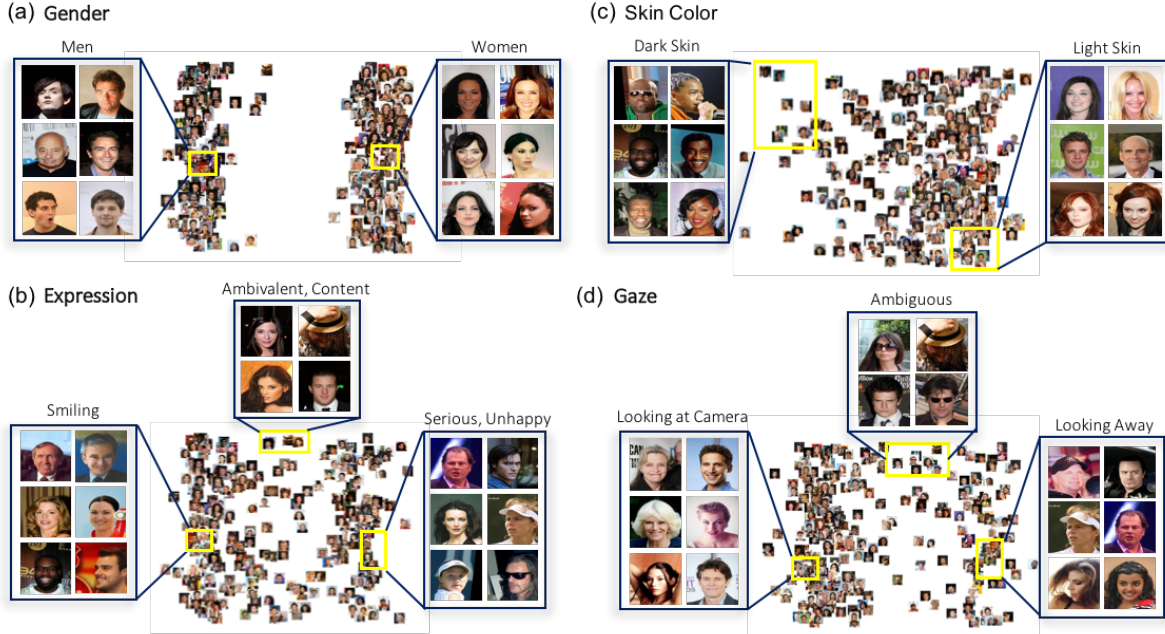 (a) Gender
Men
Women
(c) Skin Color
Dark Skin
Light Skin
(b) Expression
Ambivalent, Content
Smiling
Serious, Unhappy
(d) Gaze
Ambiguous
Looking at Camera
Looking Away